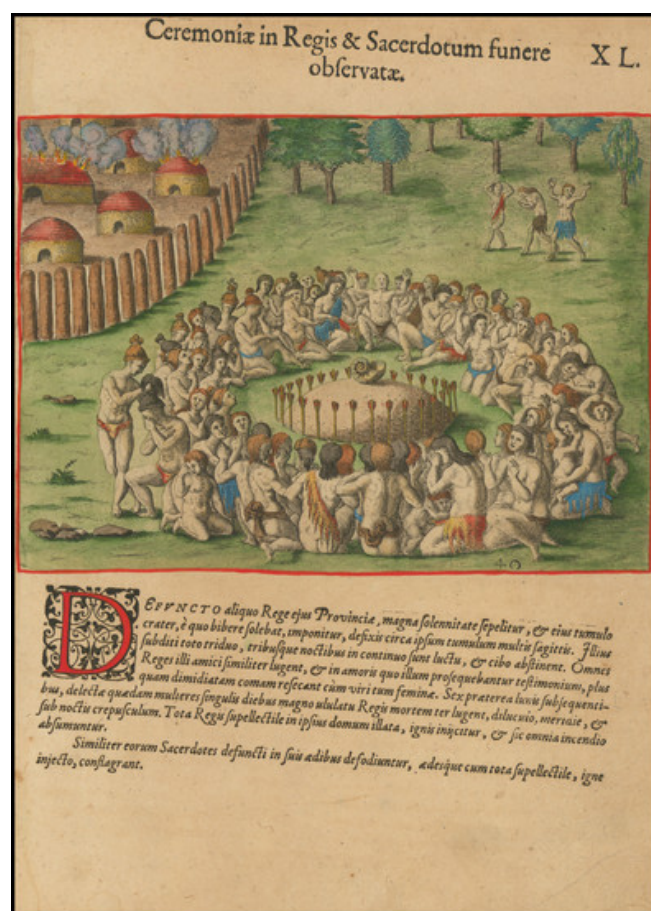 Ceremoniæ in Regis & Sacerdotum funere
X L.
obſervatæ.
40
DEFUNCTO aliquo Rege ejus Provinciæ, magna ſolennitate ſepelitur, & eius tumulo
crater, è quo bibere ſolebat, imponitur, defixis circa ipſum tumulum multis ſagittis. Illius
ſubditi toto triduo, tribuſque noctibus in continuo ſunt luctu, & cibo abſtinent. Omnes
Reges illi amici ſimiliter lugent, & in amoris quo illum proſequebantur teſtimonium, plus
quam dimidiatam comam reſecant cùm viri tum feminæ. Sex præterea lunis ſubſequenti-
bus, delectæ quædam mulieres ſingulis diebus magno ululatu Regis mortem ter lugent, diluculo, meridie, &
ſub noctis crepuſculum. Tota Regis ſupellectile in ipſius domum illata, ignis injicitur, & ſic omnia incendio
abſumuntur.
Similiter eorum Sacerdotes defuncti in ſuis ædibus defodiuntur, ædeſque cum tota ſupellectile, igne
injecto, conflagrant.